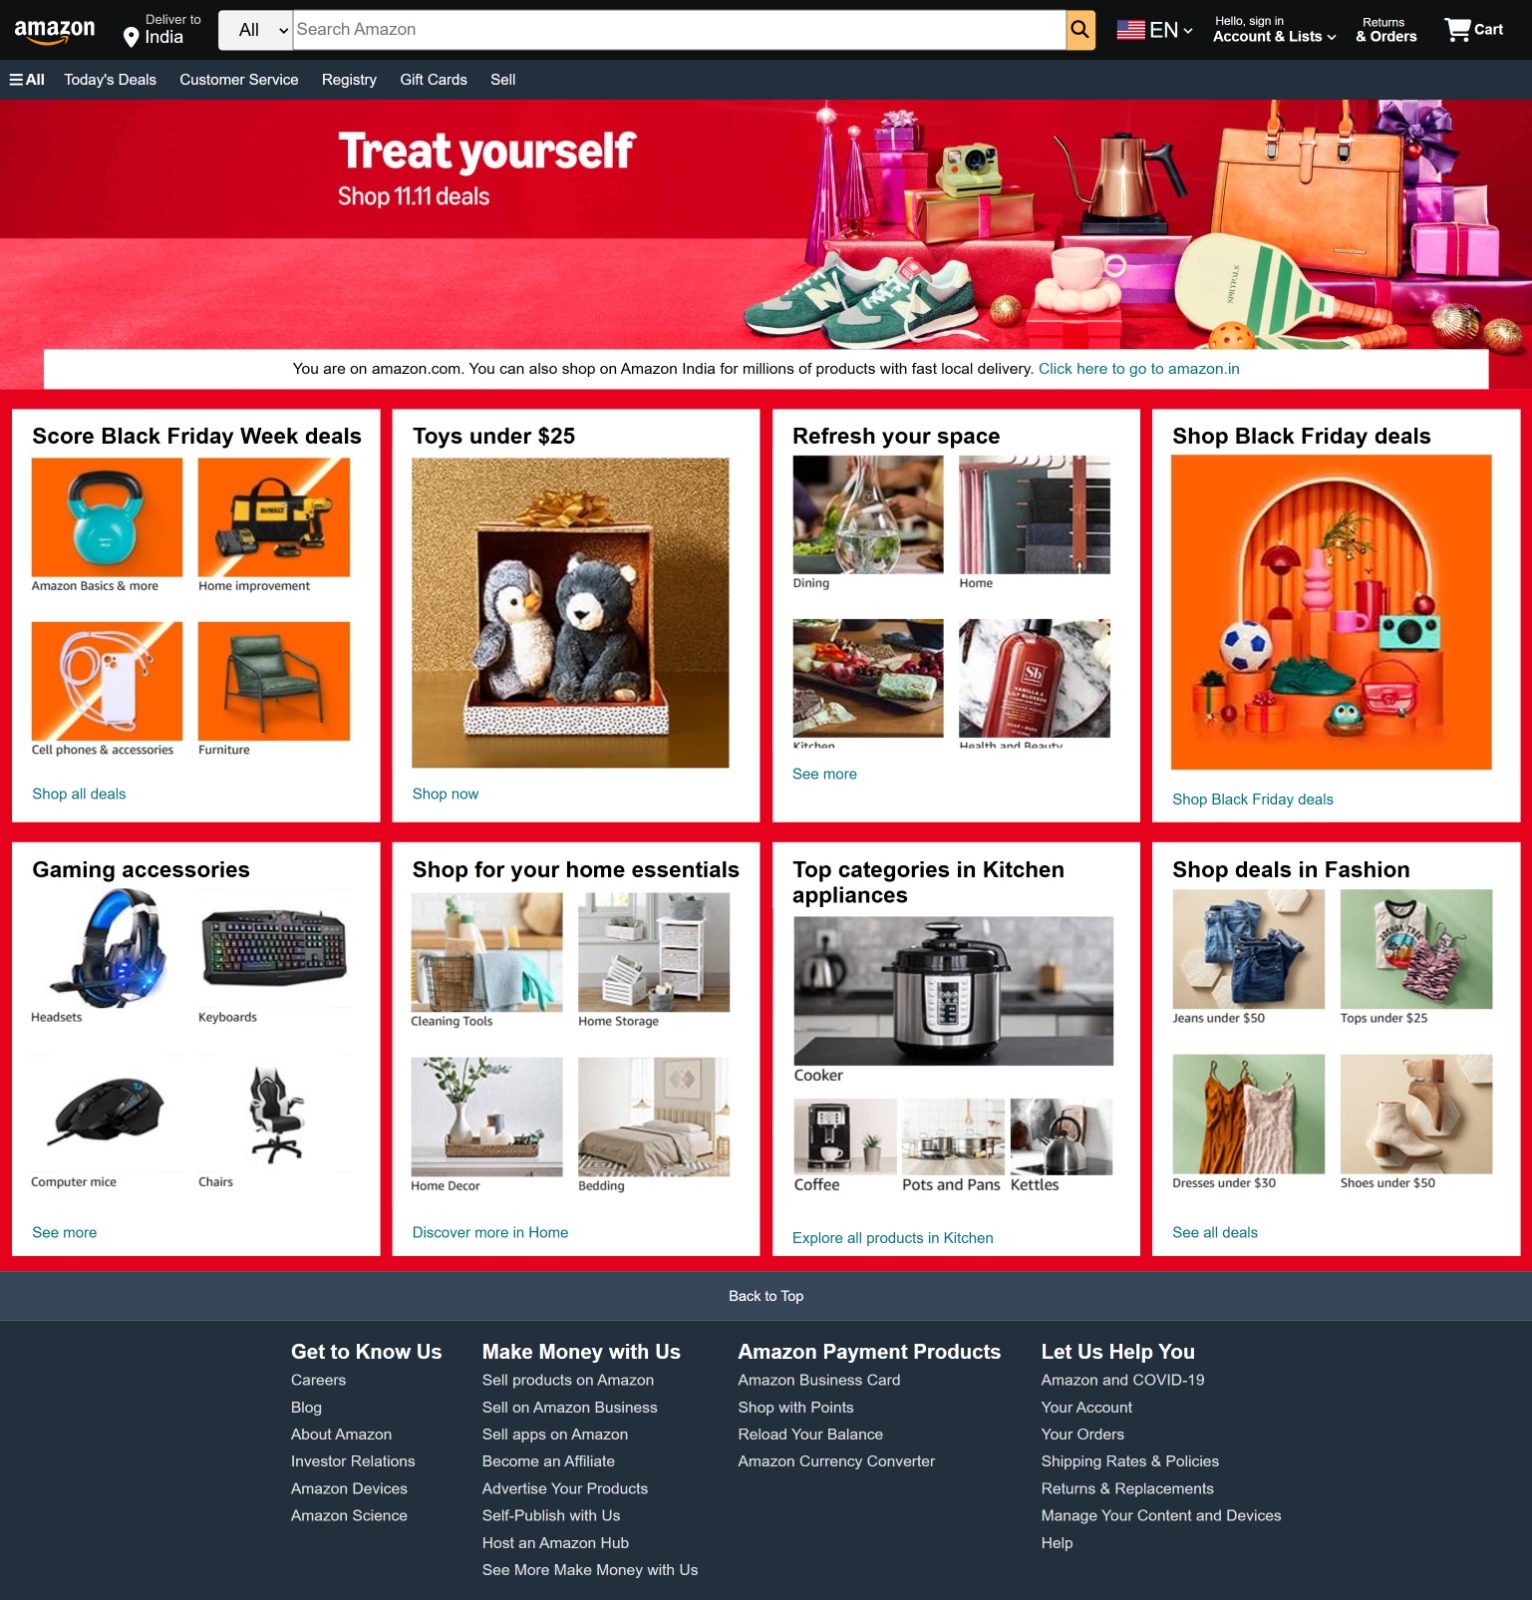 amazon
Deliver to
India
All
Search Amazon
EN
Hello, sign in
Account & Lists
Returns
& Orders
Cart
All
Today's Deals
Customer Service
Registry
Gift Cards
Sell
Treat yourself
Shop 11.11 deals
You are on amazon.com. You can also shop on Amazon India for millions of products with fast local delivery. Click here to go to amazon.in
Score Black Friday Week deals
DEWALT
Amazon Basics & more
Home improvement
Cell phones & accessories
Furniture
Shop all deals
Toys under $25
Shop now
Refresh your space
Dining
Home
Sb
VANILLA &
LILY BLOSSOM
Kitchen
Health and Beauty
See more
Shop Black Friday deals
Shop Black Friday deals
Gaming accessories
Headsets
Keyboards
Computer mice
Chairs
See more
Shop for your home essentials
Cleaning Tools
Home Storage
Home Decor
Bedding
Discover more in Home
Top categories in Kitchen
appliances
Cooker
Coffee
Pots and Pans
Kettles
Explore all products in Kitchen
Shop deals in Fashion
JOSHUA TREE
Jeans under $50
Tops under $25
Dresses under $30
Shoes under $50
See all deals
Back to Top
Get to Know Us
Careers
Blog
About Amazon
Investor Relations
Amazon Devices
Amazon Science
Make Money with Us
Sell products on Amazon
Sell on Amazon Business
Sell apps on Amazon
Become an Affiliate
Advertise Your Products
Self-Publish with Us
Host an Amazon Hub
See More Make Money with Us
Amazon Payment Products
Amazon Business Card
Shop with Points
Reload Your Balance
Amazon Currency Converter
Let Us Help You
Amazon and COVID-19
Your Account
Your Orders
Shipping Rates & Policies
Returns & Replacements
Manage Your Content and Devices
Help